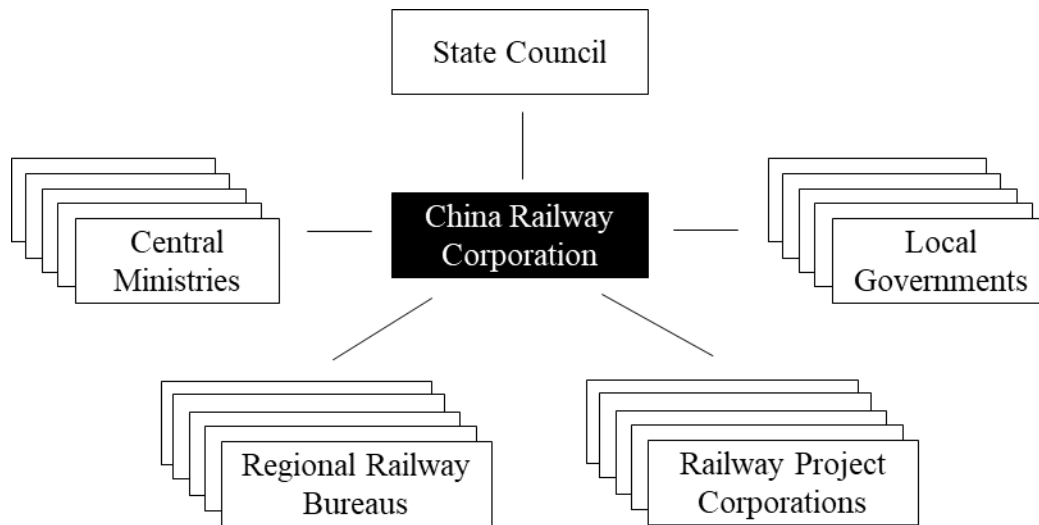 State Council
China Railway
Corporation
Central
Ministries
Local
Governments
Regional Railway
Bureaus
Railway Project
Corporations